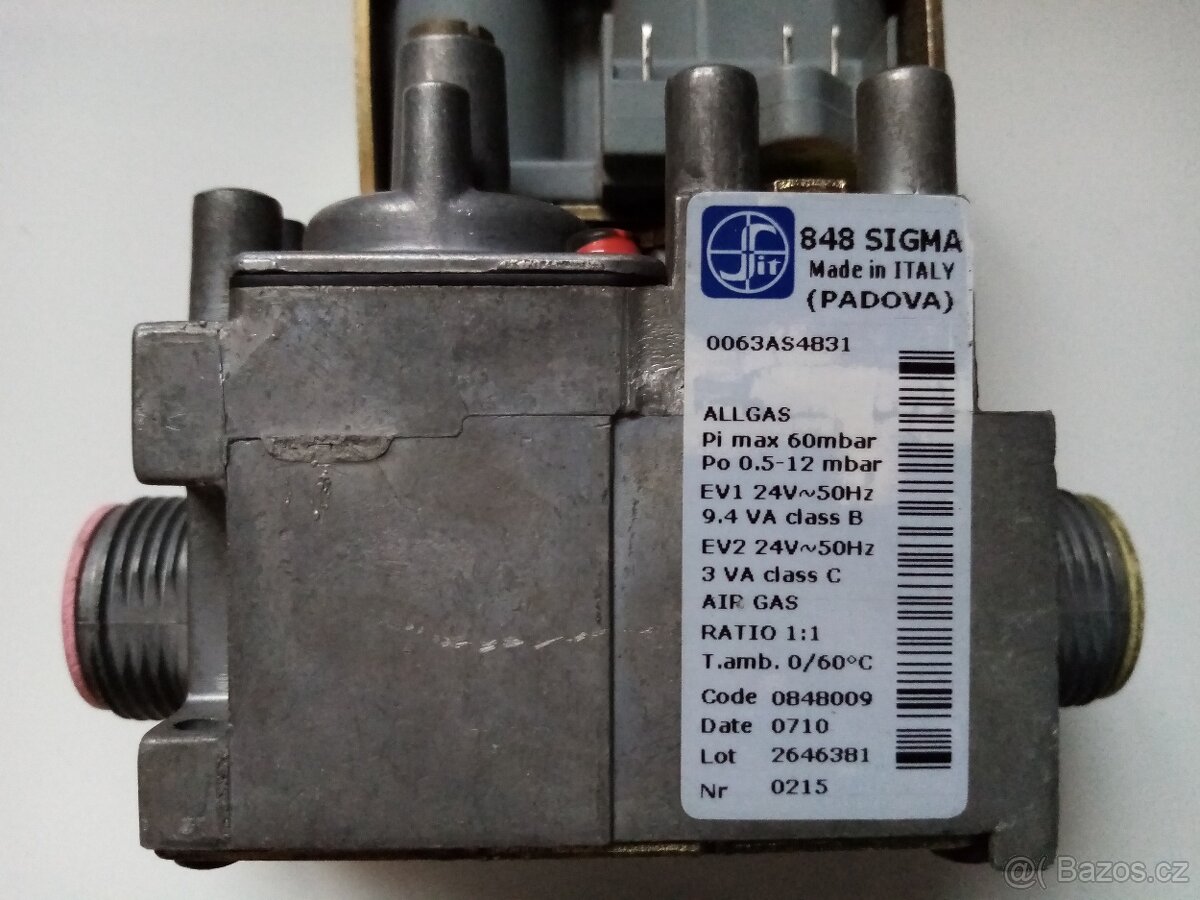 Sit
848 SIGMA
Made in ITALY
(PADOVA)
0063AS4831
ALLGAS
Pi max 60mbar
Po 0.5-12 mbar
EV1 24V~50Hz
9.4 VA class B
EV2 24V~50Hz
3 VA class C
AIR GAS
RATIO 1:1
T.amb. 0/60°C
Code 0848009
Date 0710
Lot 2646381
Nr 0215
Bazos.cz